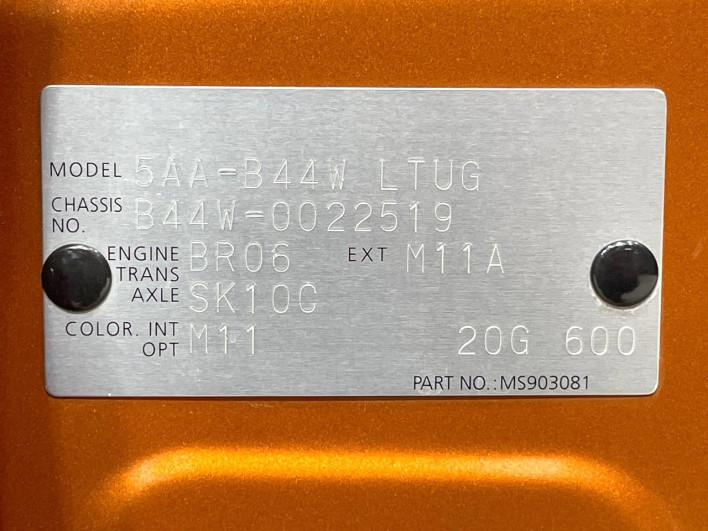 MODEL 5AA-B44W LTUG
CHASSIS NO. B44W-0022519
ENGINE BR06 EXT M11A
TRANS AXLE SK10C
COLOR. INT OPT M11 20G 600
PART NO.: MS903081